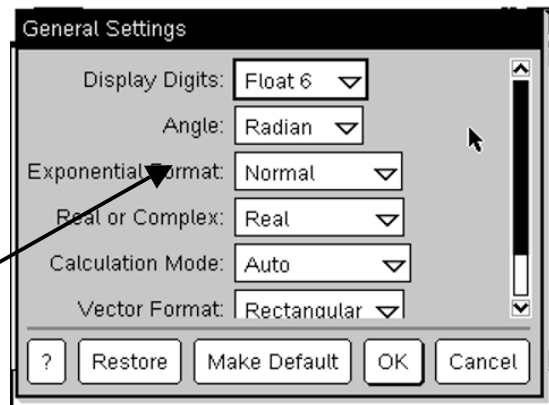 General Settings
Display Digits: Float 6
Angle: Radian
Exponential Format: Normal
Real or Complex: Real
Calculation Mode: Auto
Vector Format: Rectangular
? Restore Make Default OK Cancel